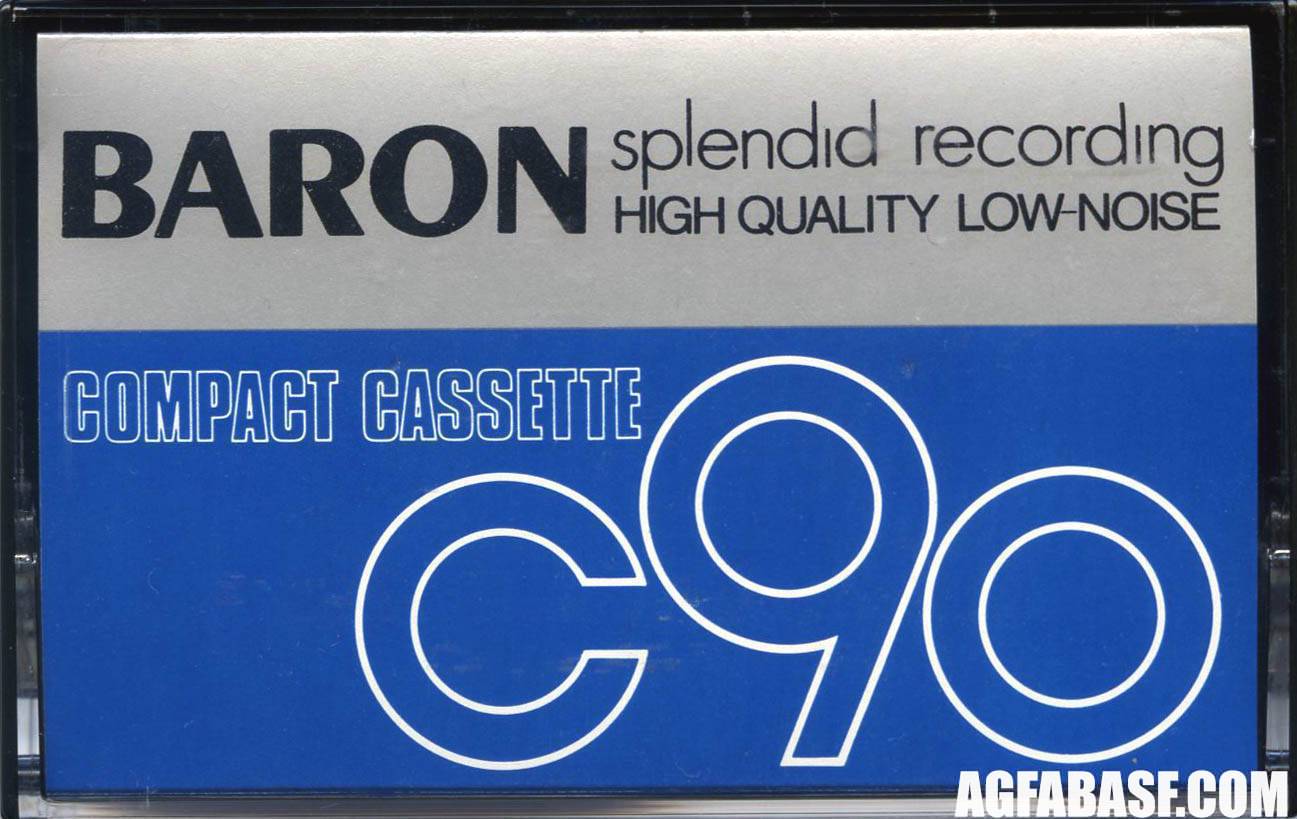 BARON splendid recording
HIGH QUALITY LOW-NOISE
COMPACT CASSETTE
C90
AGFABASF.COM